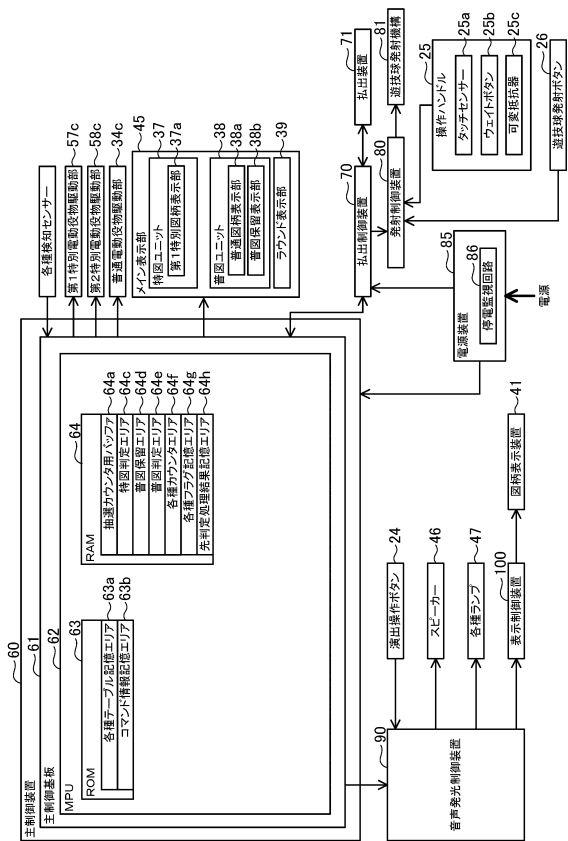 60
主制御装置
61
主制御基板
62
MPU
63
ROM
各種テーブル記憶エリア
63a
コマンド情報記憶エリア
63b
64
RAM
抽選カウンタ用バッファ
64a
特図判定エリア
64c
普図保留エリア
64d
普図判定エリア
64e
各種カウンタエリア
64f
各種フラグ記憶エリア
64g
先判定処理結果記憶エリア
64h
各種検知センサー
第1特別電動役物駆動部
57c
第2特別電動役物駆動部
58c
普通電動役物駆動部
34c
メイン表示部
45
特図ユニット
37
第1特別図柄表示部
37a
普図ユニット
38
普通図柄表示部
38a
普図保留表示部
38b
ラウンド表示部
39
払出制御装置
70
払出装置
71
発射制御装置
80
遊技球発射機構
81
操作ハンドル
25
タッチセンサー
25a
ウェイトボタン
25b
可変抵抗器
25c
遊技球発射ボタン
26
電源装置
85
停電監視回路
86
電源
90
音声発光制御装置
演出操作ボタン
24
スピーカー
46
各種ランプ
47
表示制御装置
100
図柄表示装置
41